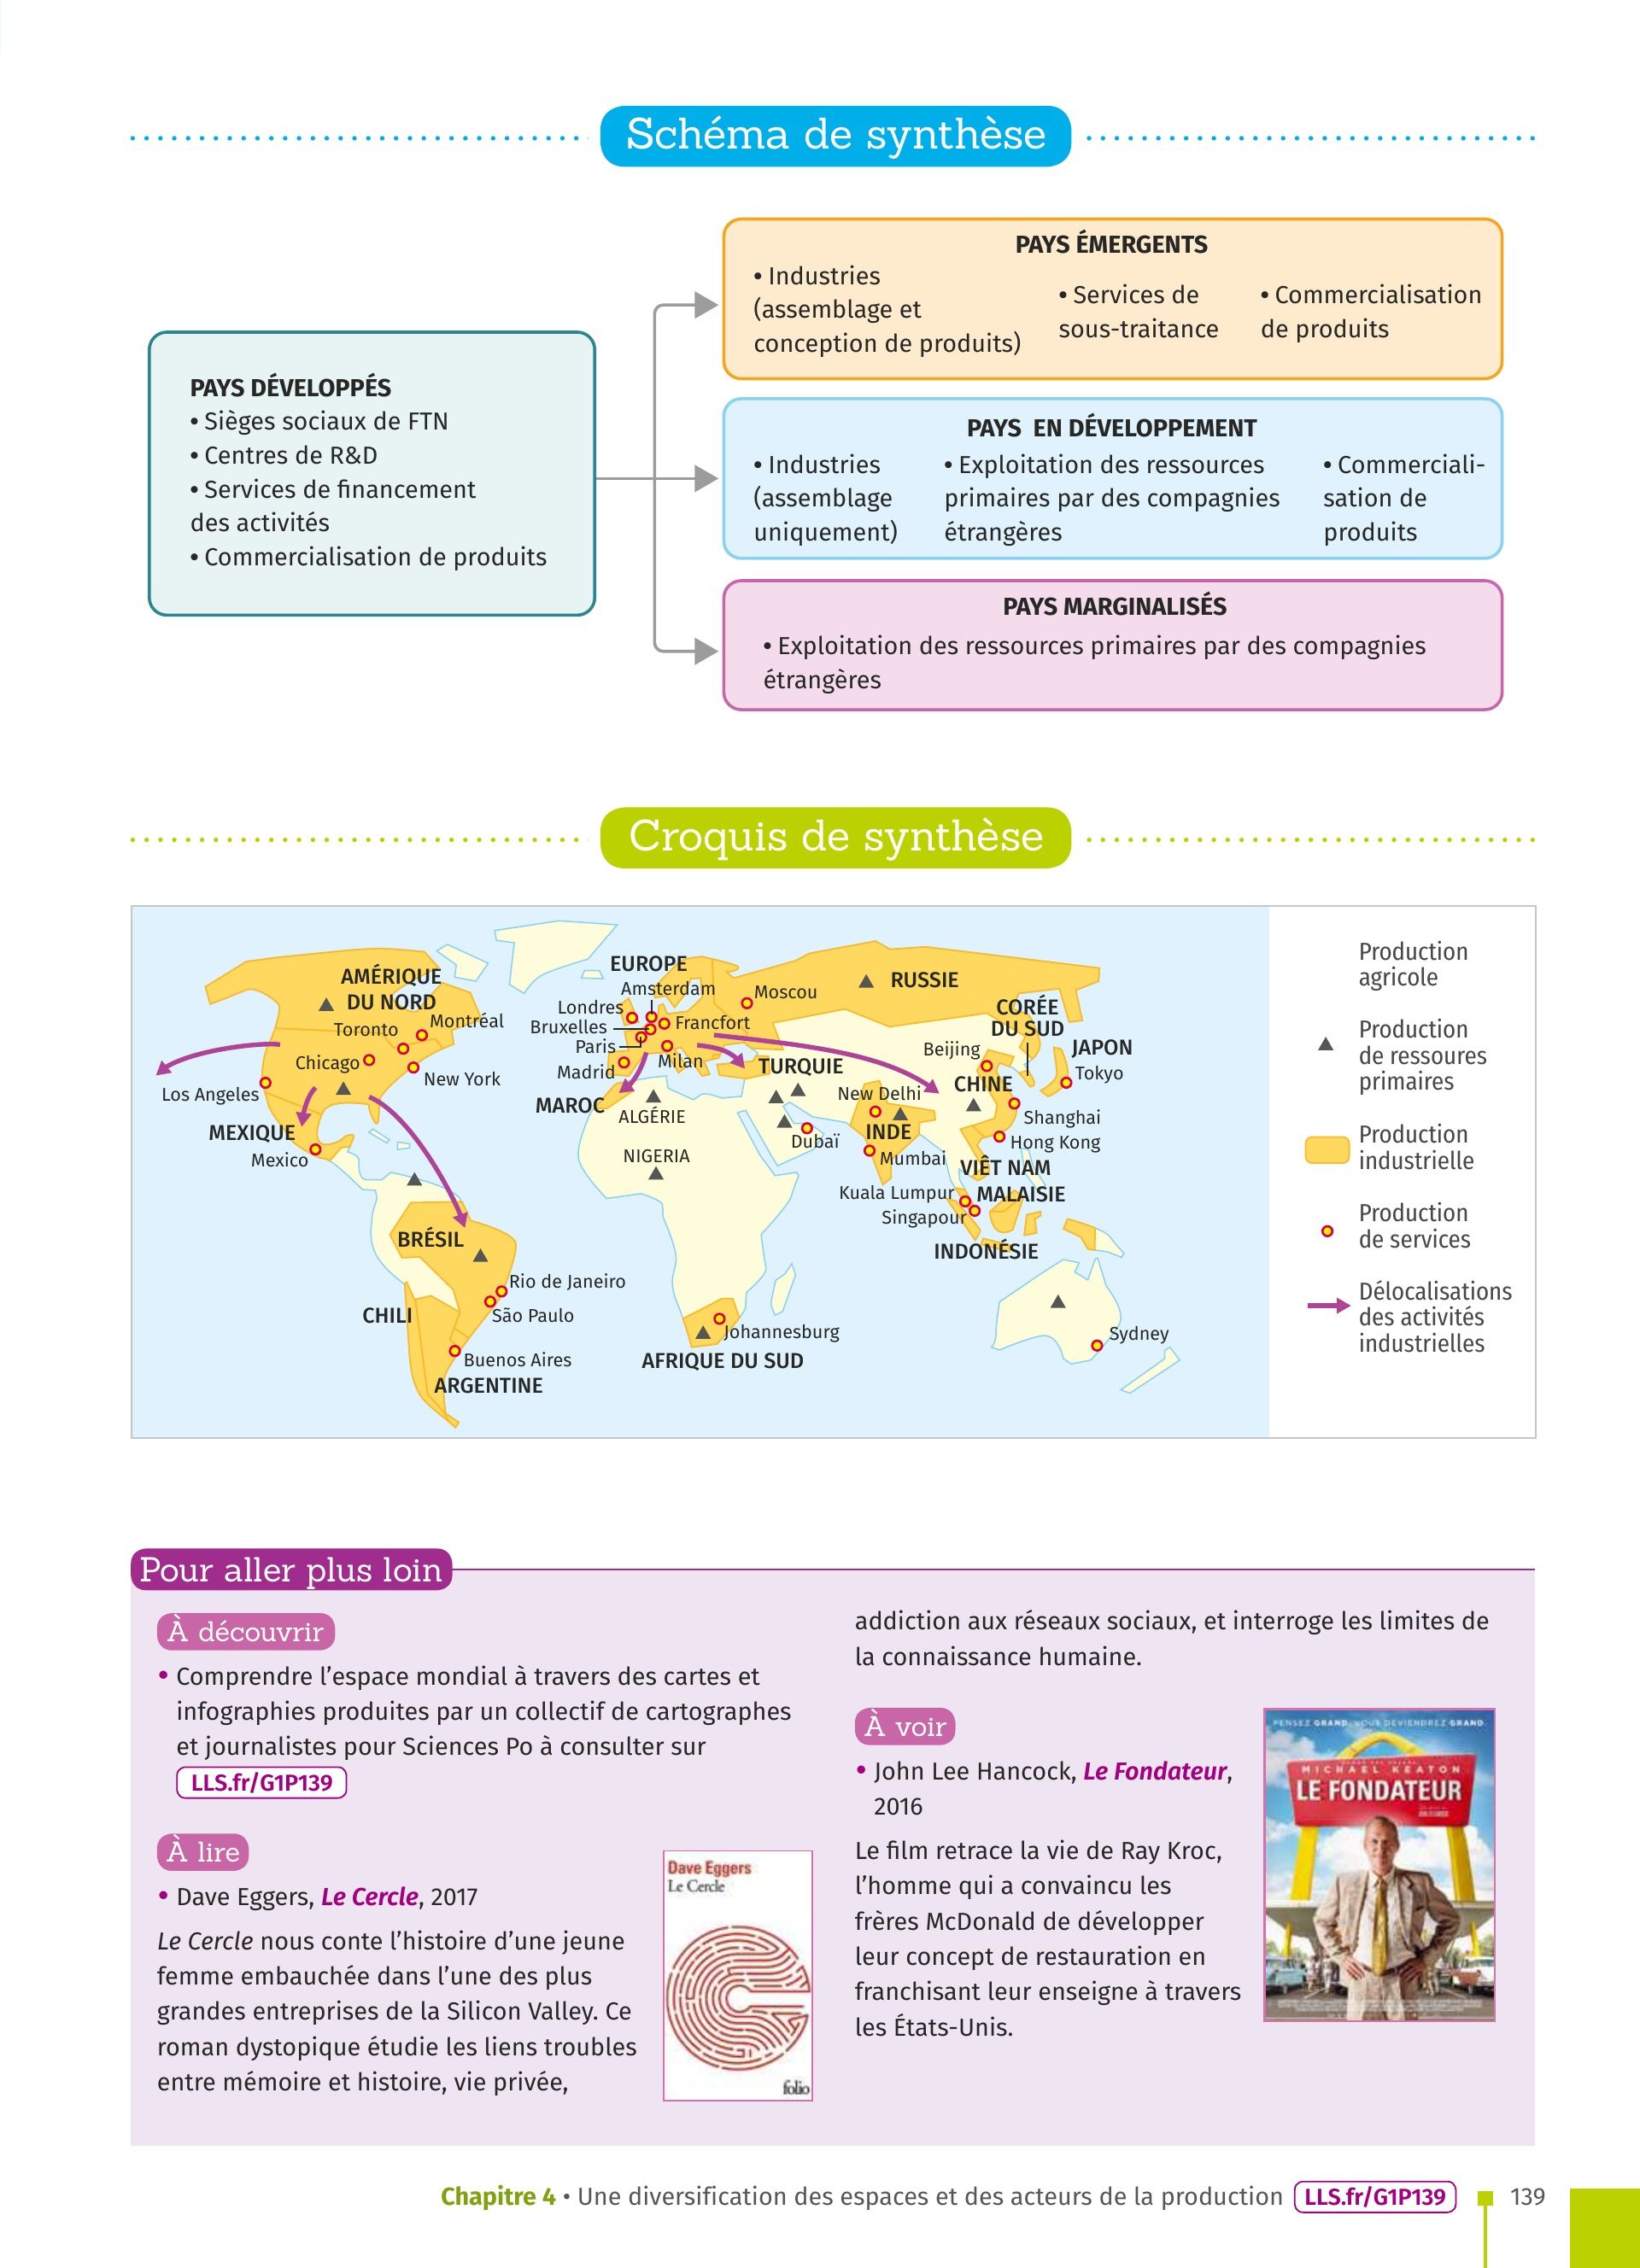 Schéma de synthèse
PAYS DÉVELOPPÉS
• Sièges sociaux de FTN
• Centres de R&D
• Services de financement
des activités
• Commercialisation de produits
PAYS ÉMERGENTS
• Industries
(assemblage et
conception de produits)
• Services de
sous-traitance
• Commercialisation
de produits
PAYS EN DÉVELOPPEMENT
• Industries
(assemblage
uniquement)
• Exploitation des ressources
primaires par des compagnies
étrangères
• Commerciali-
sation de
produits
PAYS MARGINALISÉS
• Exploitation des ressources primaires par des compagnies
étrangères
Croquis de synthèse
AMÉRIQUE
DU NORD
Toronto
Montréal
Chicago
New York
Los Angeles
MEXIQUE
Mexico
BRÉSIL
Rio de Janeiro
São Paulo
CHILI
Buenos Aires
ARGENTINE
EUROPE
Amsterdam
Londres
Bruxelles
Francfort
Paris
Milan
Madrid
Moscou
RUSSIE
TURQUIE
MAROC
ALGÉRIE
NIGERIA
Dubaï
Johannesburg
AFRIQUE DU SUD
CORÉE
DU SUD
Beijing
JAPON
Tokyo
CHINE
New Delhi
Shanghai
INDE
Hong Kong
Mumbai
VIÊT NAM
Kuala Lumpur
MALAISIE
Singapour
INDONÉSIE
Sydney
Production
agricole
Production
de ressoures
primaires
Production
industrielle
Production
de services
Délocalisations
des activités
industrielles
Pour aller plus loin
À découvrir
• Comprendre l’espace mondial à travers des cartes et
infographies produites par un collectif de cartographes
et journalistes pour Sciences Po à consulter sur
LLS.fr/G1P139
À lire
• Dave Eggers, Le Cercle, 2017
Le Cercle nous conte l’histoire d’une jeune
femme embauchée dans l’une des plus
grandes entreprises de la Silicon Valley. Ce
roman dystopique étudie les liens troubles
entre mémoire et histoire, vie privée,
Dave Eggers
Le Cercle
folio
addiction aux réseaux sociaux, et interroge les limites de
la connaissance humaine.
À voir
• John Lee Hancock, Le Fondateur,
2016
Le film retrace la vie de Ray Kroc,
l’homme qui a convaincu les
frères McDonald de développer
leur concept de restauration en
franchisant leur enseigne à travers
les États-Unis.
PENSEZ GRAND. VOUS DEVIENDREZ GRAND.
MICHAEL KEATON
LE FONDATEUR
Chapitre 4 • Une diversification des espaces et des acteurs de la production LLS.fr/G1P139 139